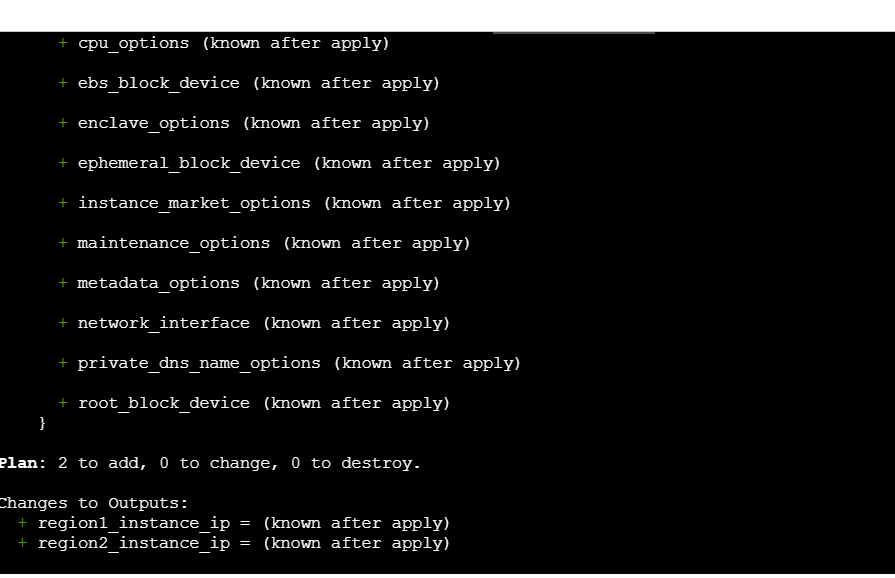 + cpu_options (known after apply)
+ ebs_block_device (known after apply)
+ enclave_options (known after apply)
+ ephemeral_block_device (known after apply)
+ instance_market_options (known after apply)
+ maintenance_options (known after apply)
+ metadata_options (known after apply)
+ network_interface (known after apply)
+ private_dns_name_options (known after apply)
+ root_block_device (known after apply)
}
Plan: 2 to add, 0 to change, 0 to destroy.
Changes to Outputs:
+ region1_instance_ip = (known after apply)
+ region2_instance_ip = (known after apply)